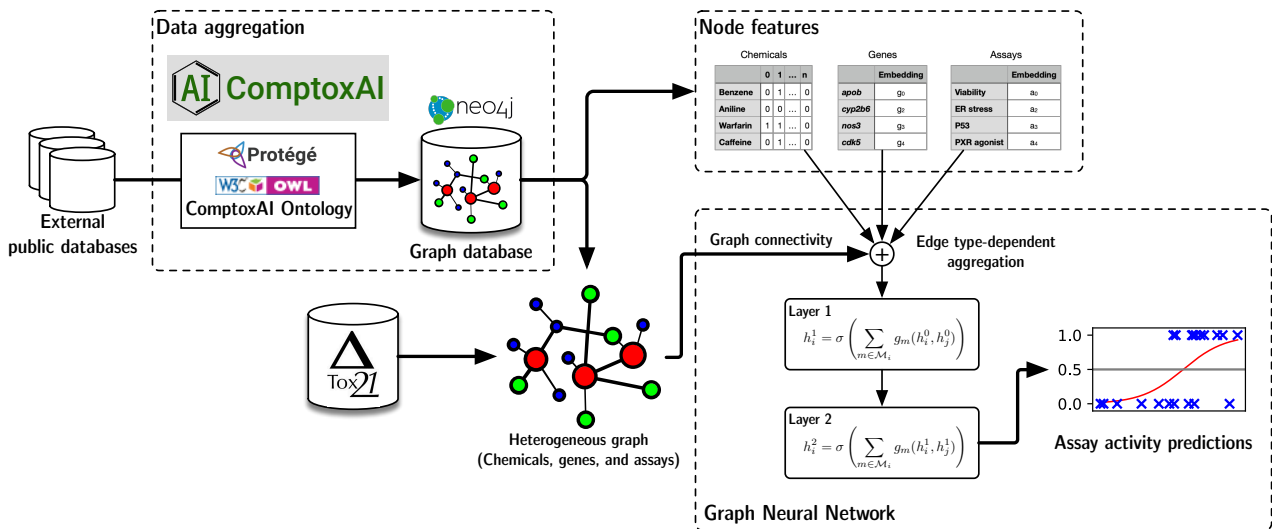 Data aggregation
AI ComptoxAI
neo4j
protégé
W3C OWL
ComptoxAI Ontology
External
public databases
Graph database
Node features
Chemicals
0 1 ... n
Benzene 0 1 ... 0
Aniline 0 0 ... 0
Warfarin 1 1 ... 0
Caffeine 0 1 ... 0
Genes
Embedding
apob g₀
cyp2b6 g₂
nos3 g₃
cdk5 g₄
Assays
Embedding
Viability a₀
ER stress a₂
P53 a₃
PXR agonist a₄
Tox21
Heterogeneous graph
(Chemicals, genes, and assays)
Graph connectivity
+
Edge type-dependent
aggregation
Layer 1
h_i^1 = σ ( ∑_{m∈ℳ_i} g_m(h_i^0, h_j^0) )
Layer 2
h_i^2 = σ ( ∑_{m∈ℳ_i} g_m(h_i^1, h_j^1) )
1.0
0.5
0.0
Assay activity predictions
Graph Neural Network